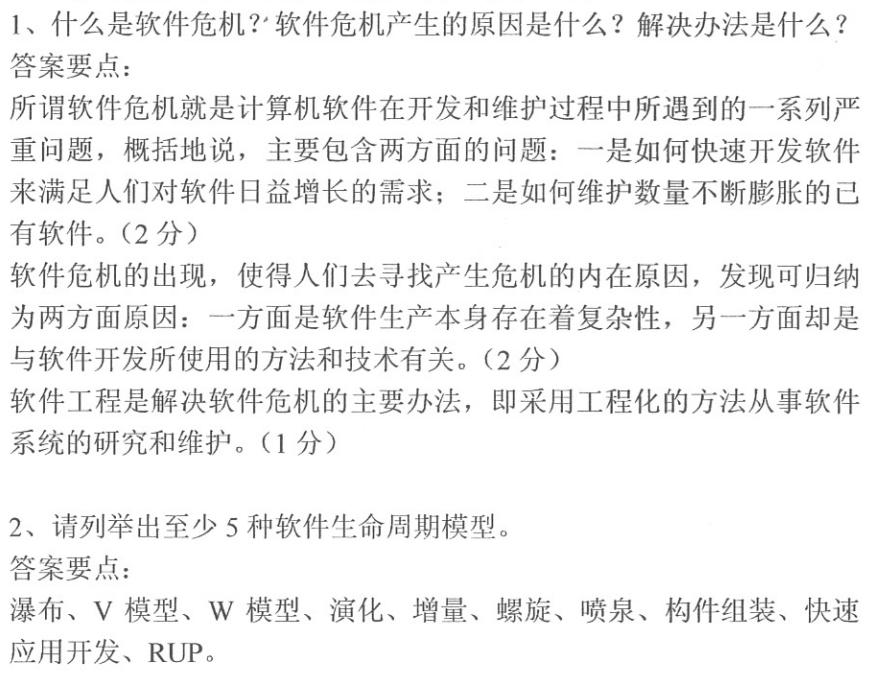 1、什么是软件危机？软件危机产生的原因是什么？解决办法是什么？
答案要点：
所谓软件危机就是计算机软件在开发和维护过程中所遇到的一系列严
重问题，概括地说，主要包含两方面的问题：一是如何快速开发软件
来满足人们对软件日益增长的需求；二是如何维护数量不断膨胀的已
有软件。（2 分）
软件危机的出现，使得人们去寻找产生危机的内在原因，发现可归纳
为两方面原因：一方面是软件生产本身存在着复杂性，另一方面却是
与软件开发所使用的方法和技术有关。（2 分）
软件工程是解决软件危机的主要办法，即采用工程化的方法从事软件
系统的研究和维护。（1 分）
2、请列举出至少 5 种软件生命周期模型。
答案要点：
瀑布、V 模型、W 模型、演化、增量、螺旋、喷泉、构件组装、快速
应用开发、RUP。